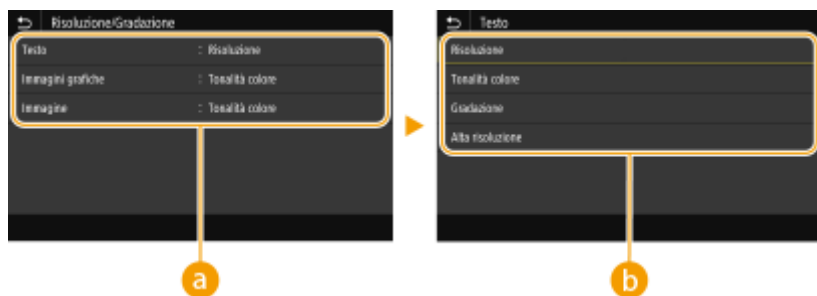 Risoluzione/Gradazione
Testo : Risoluzione
Immagini grafiche : Tonalità colore
Immagine : Tonalità colore
a
Testo
Risoluzione
Tonalità colore
Gradazione
Alta risoluzione
b